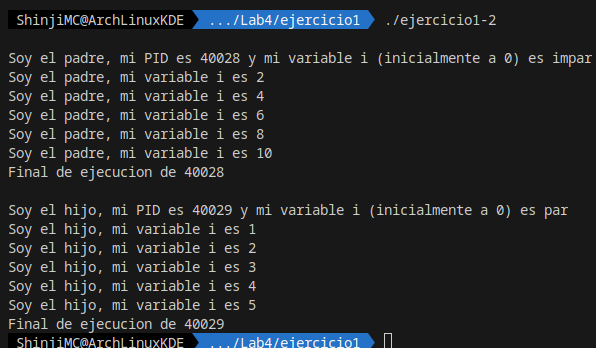 ShinjiMC@ArchLinuxKDE .../Lab4/ejercicio1 ./ejercicio1-2
Soy el padre, mi PID es 40028 y mi variable i (inicialmente a 0) es impar
Soy el padre, mi variable i es 2
Soy el padre, mi variable i es 4
Soy el padre, mi variable i es 6
Soy el padre, mi variable i es 8
Soy el padre, mi variable i es 10
Final de ejecucion de 40028
Soy el hijo, mi PID es 40029 y mi variable i (inicialmente a 0) es par
Soy el hijo, mi variable i es 1
Soy el hijo, mi variable i es 2
Soy el hijo, mi variable i es 3
Soy el hijo, mi variable i es 4
Soy el hijo, mi variable i es 5
Final de ejecucion de 40029
ShinjiMC@ArchLinuxKDE .../Lab4/ejercicio1